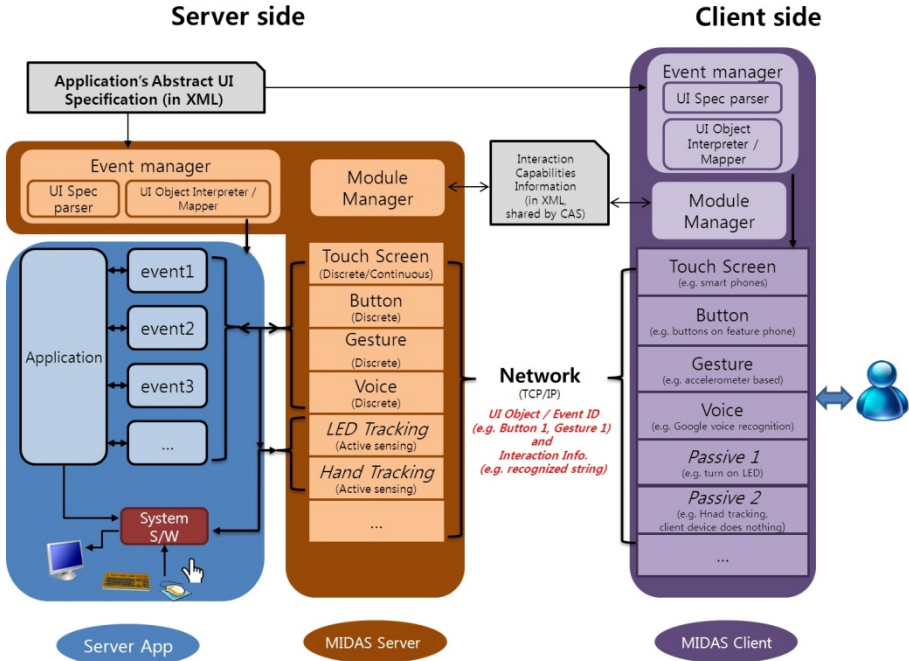 Server side
Client side
Application's Abstract UI
Specification (in XML)
Event manager
UI Spec parser
UI Object
Interpreter /
Mapper
Event manager
UI Spec
parser
UI Object Interpreter /
Mapper
Module
Manager
Interaction
Capabilities
Information
(in XML,
shared by CAS)
Module
Manager
Application
event1
event2
event3
...
System
S/W
Touch Screen
(Discrete/Continuous)
Button
(Discrete)
Gesture
(Discrete)
Voice
(Discrete)
LED Tracking
(Active sensing)
Hand Tracking
(Active sensing)
...
Network
(TCP/IP)
UI Object / Event ID
(e.g. Button 1, Gesture 1)
and
Interaction Info.
(e.g. recognized string)
Touch Screen
(e.g. smart phones)
Button
(e.g. buttons on feature phone)
Gesture
(e.g. accelerometer based)
Voice
(e.g. Google voice recognition)
Passive 1
(e.g. turn on LED)
Passive 2
(e.g. Hnad tracking,
client device does nothing)
...
Server App
MIDAS Server
MIDAS Client